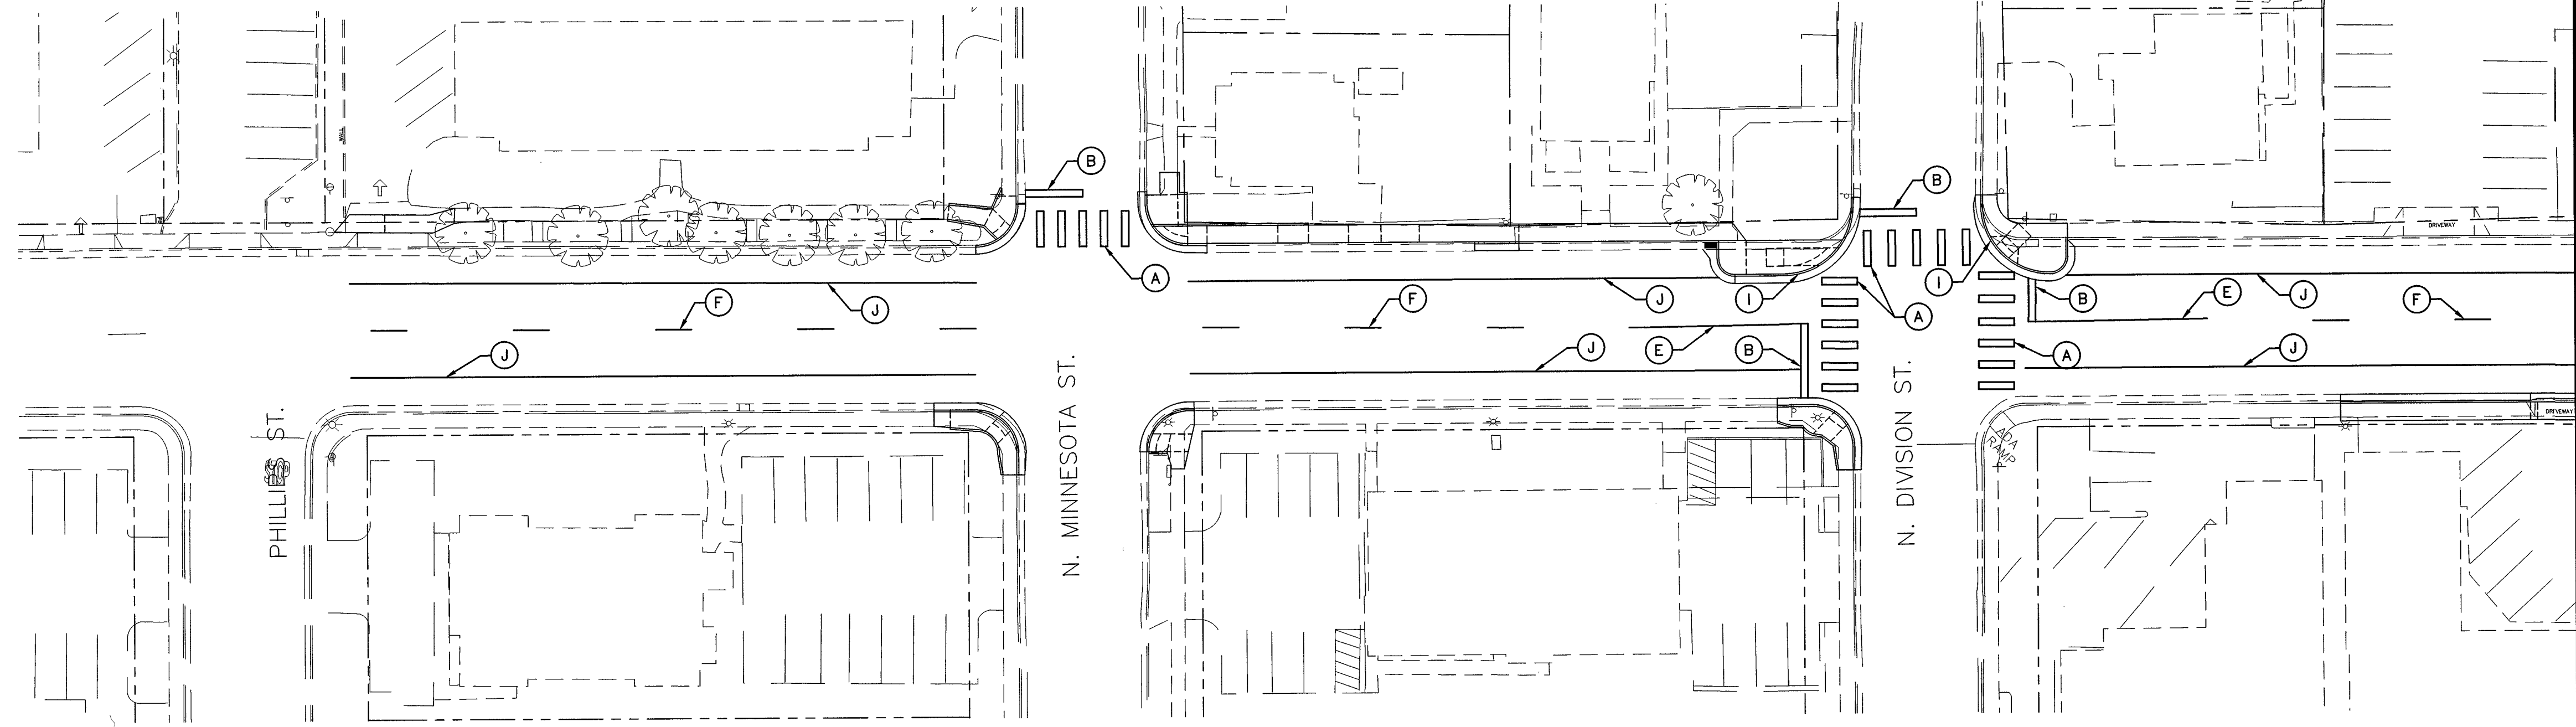 WALL
B
B
A
I
A
I
B
J
F
DRIVEWAY
E
F
J
F
J
J
J
E
B
A
J
PHILLIPS ST.
N. MINNESOTA ST.
N. DIVISION ST.
ADA
RAMP
DRIVEWAY